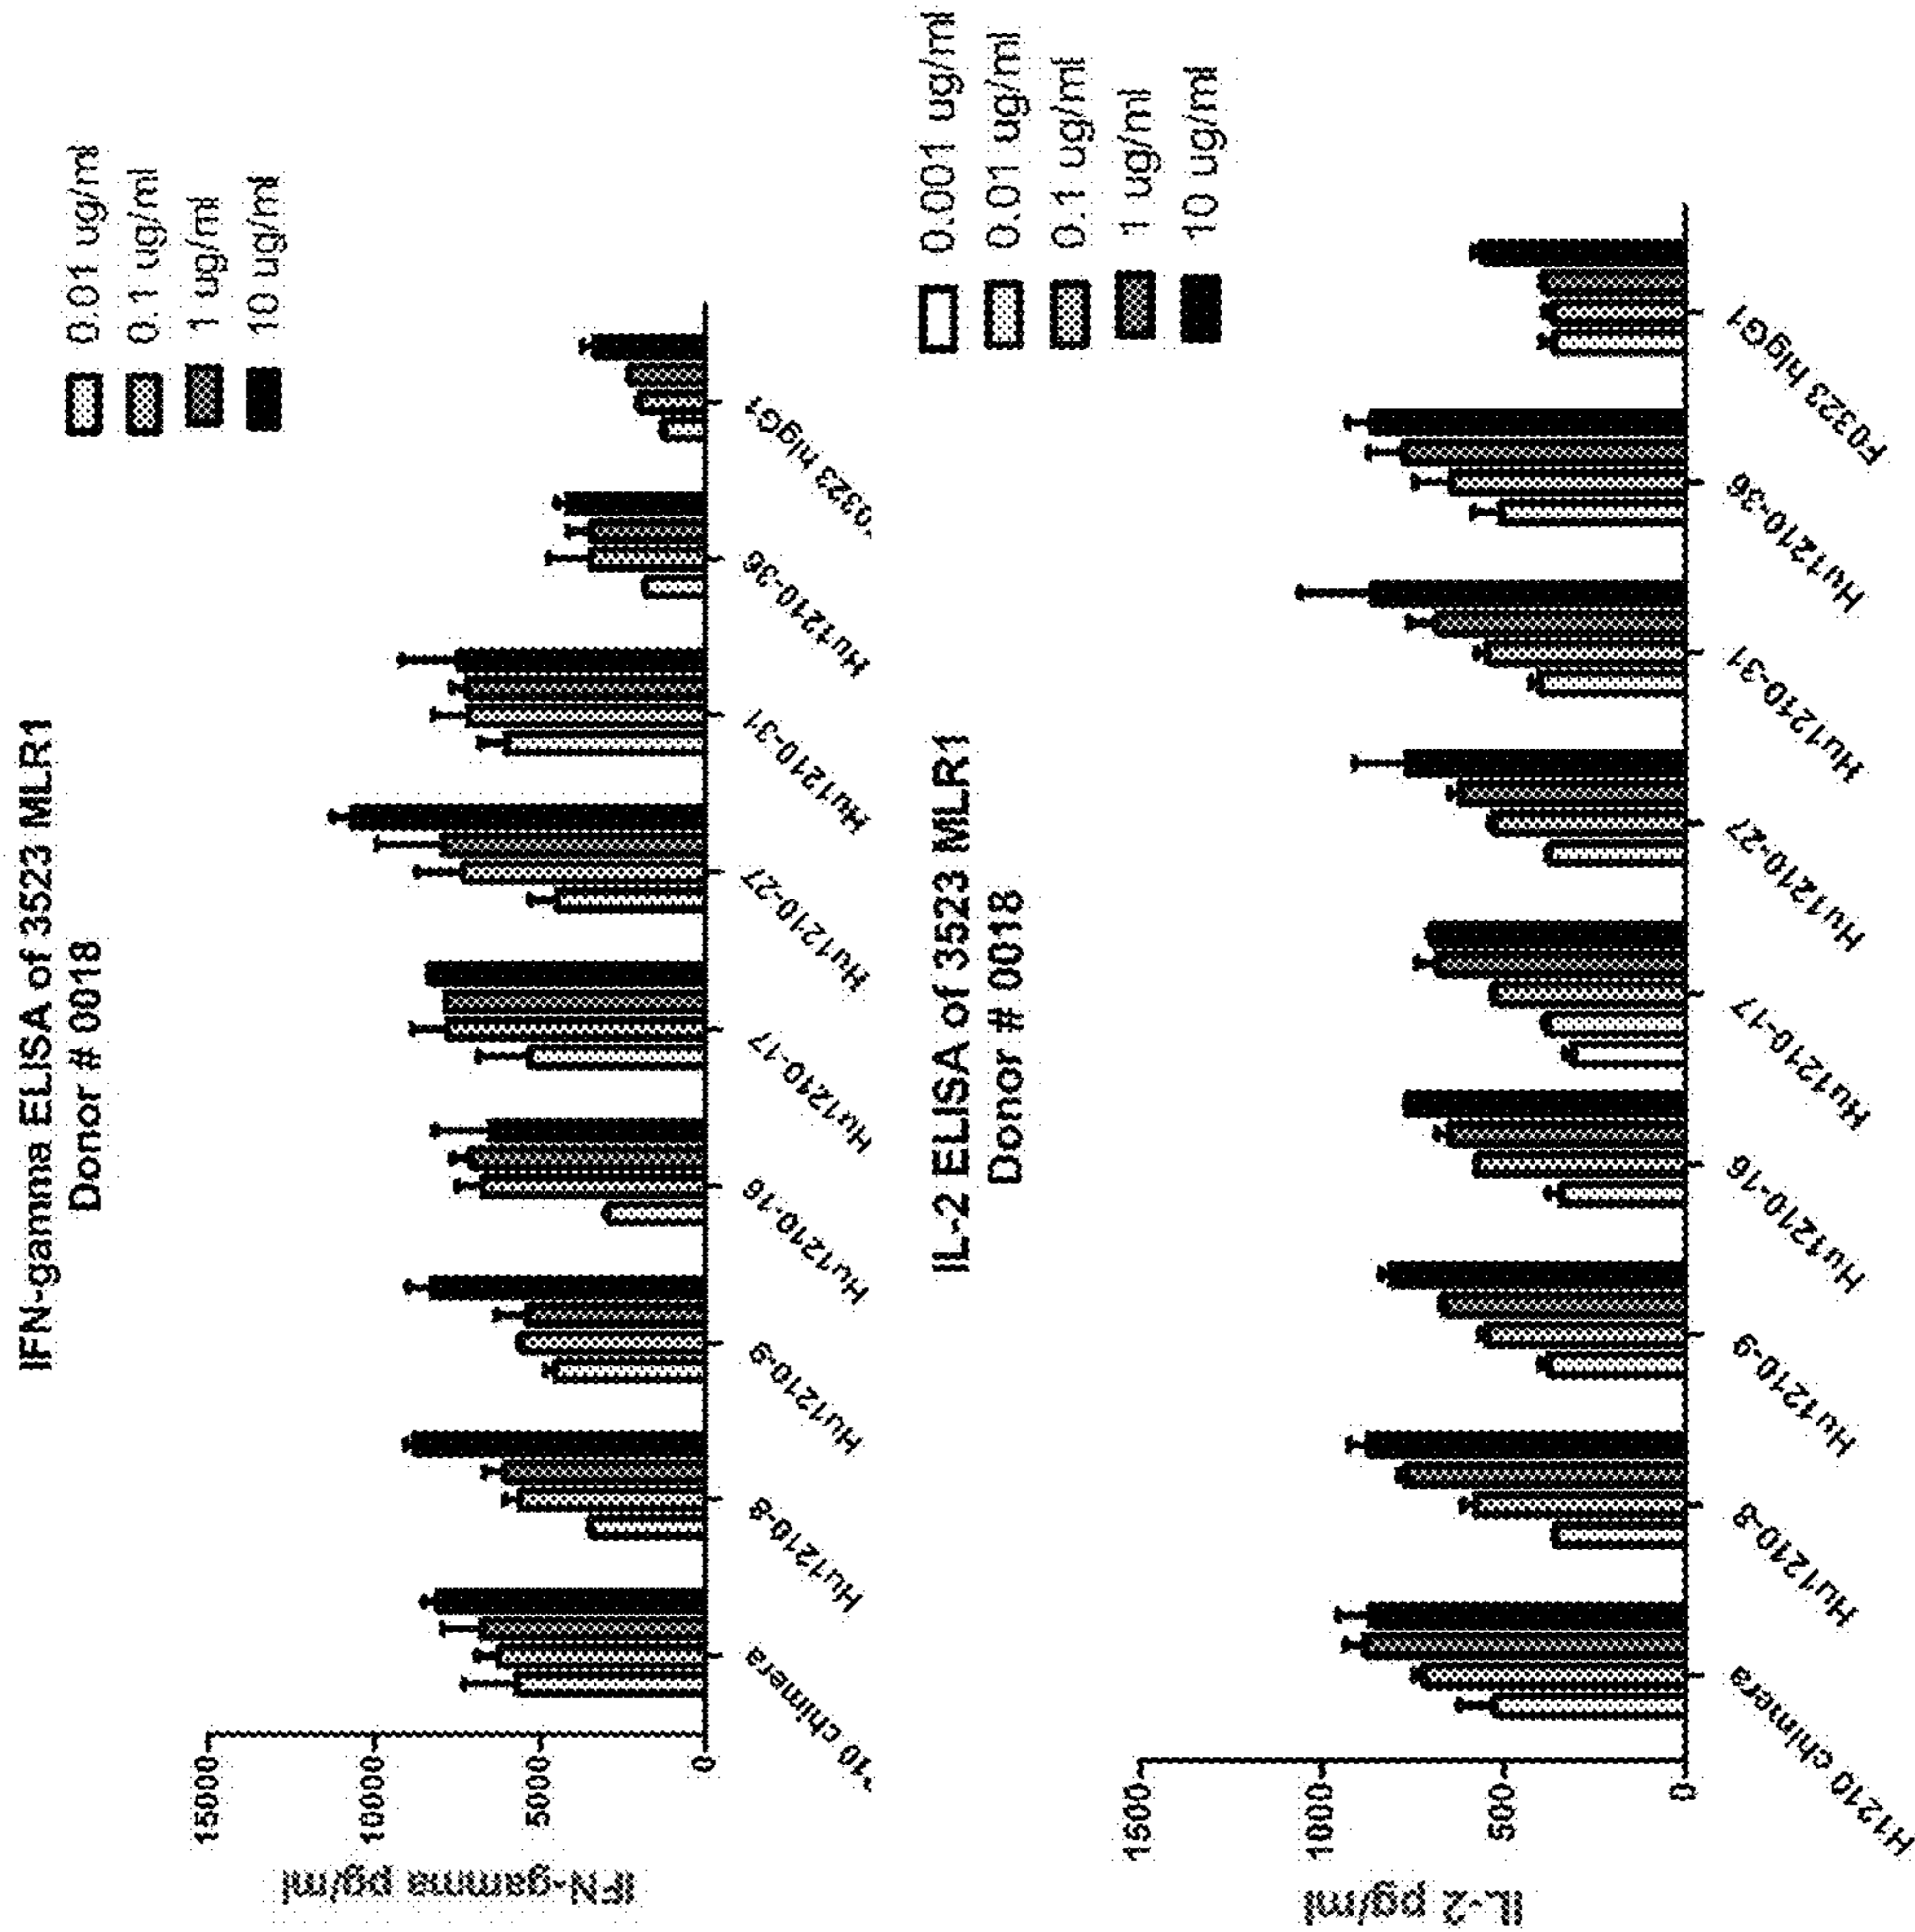 IFN-gamma ELISA of 3523 MLR1
Donor # 0018
0.01 ug/ml
0.1 ug/ml
1 ug/ml
10 ug/ml
IFN-gamma pg/ml
15000
10000
5000
0
10 chimera
Hu1210-8
Hu1210-9
Hu1210-16
Hu1210-17
Hu1210-27
Hu1210-31
Hu1210-36
0323 hIgG1
IL-2 ELISA of 3523 MLR1
Donor # 0018
0.001 ug/ml
0.01 ug/ml
0.1 ug/ml
1 ug/ml
10 ug/ml
IL-2 pg/ml
1500
1000
500
0
H1210 chimera
Hu1210-8
Hu1210-9
Hu1210-16
Hu1210-17
Hu1210-27
Hu1210-31
Hu1210-36
F0323 hIgG1